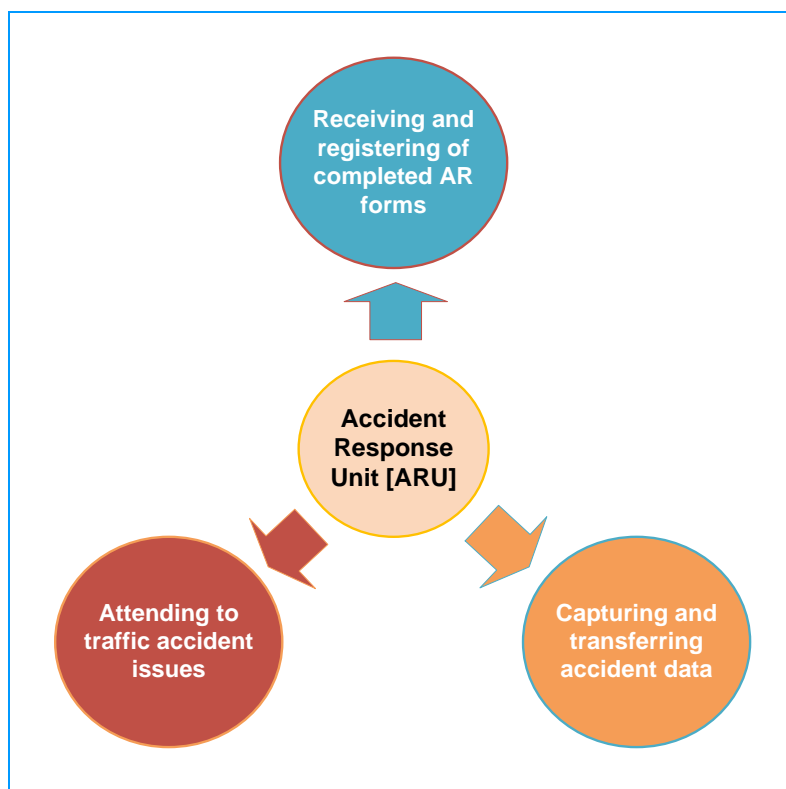 Receiving and
registering of
completed AR
forms
Accident
Response
Unit [ARU]
Attending to
traffic accident
issues
Capturing and
transferring
accident data